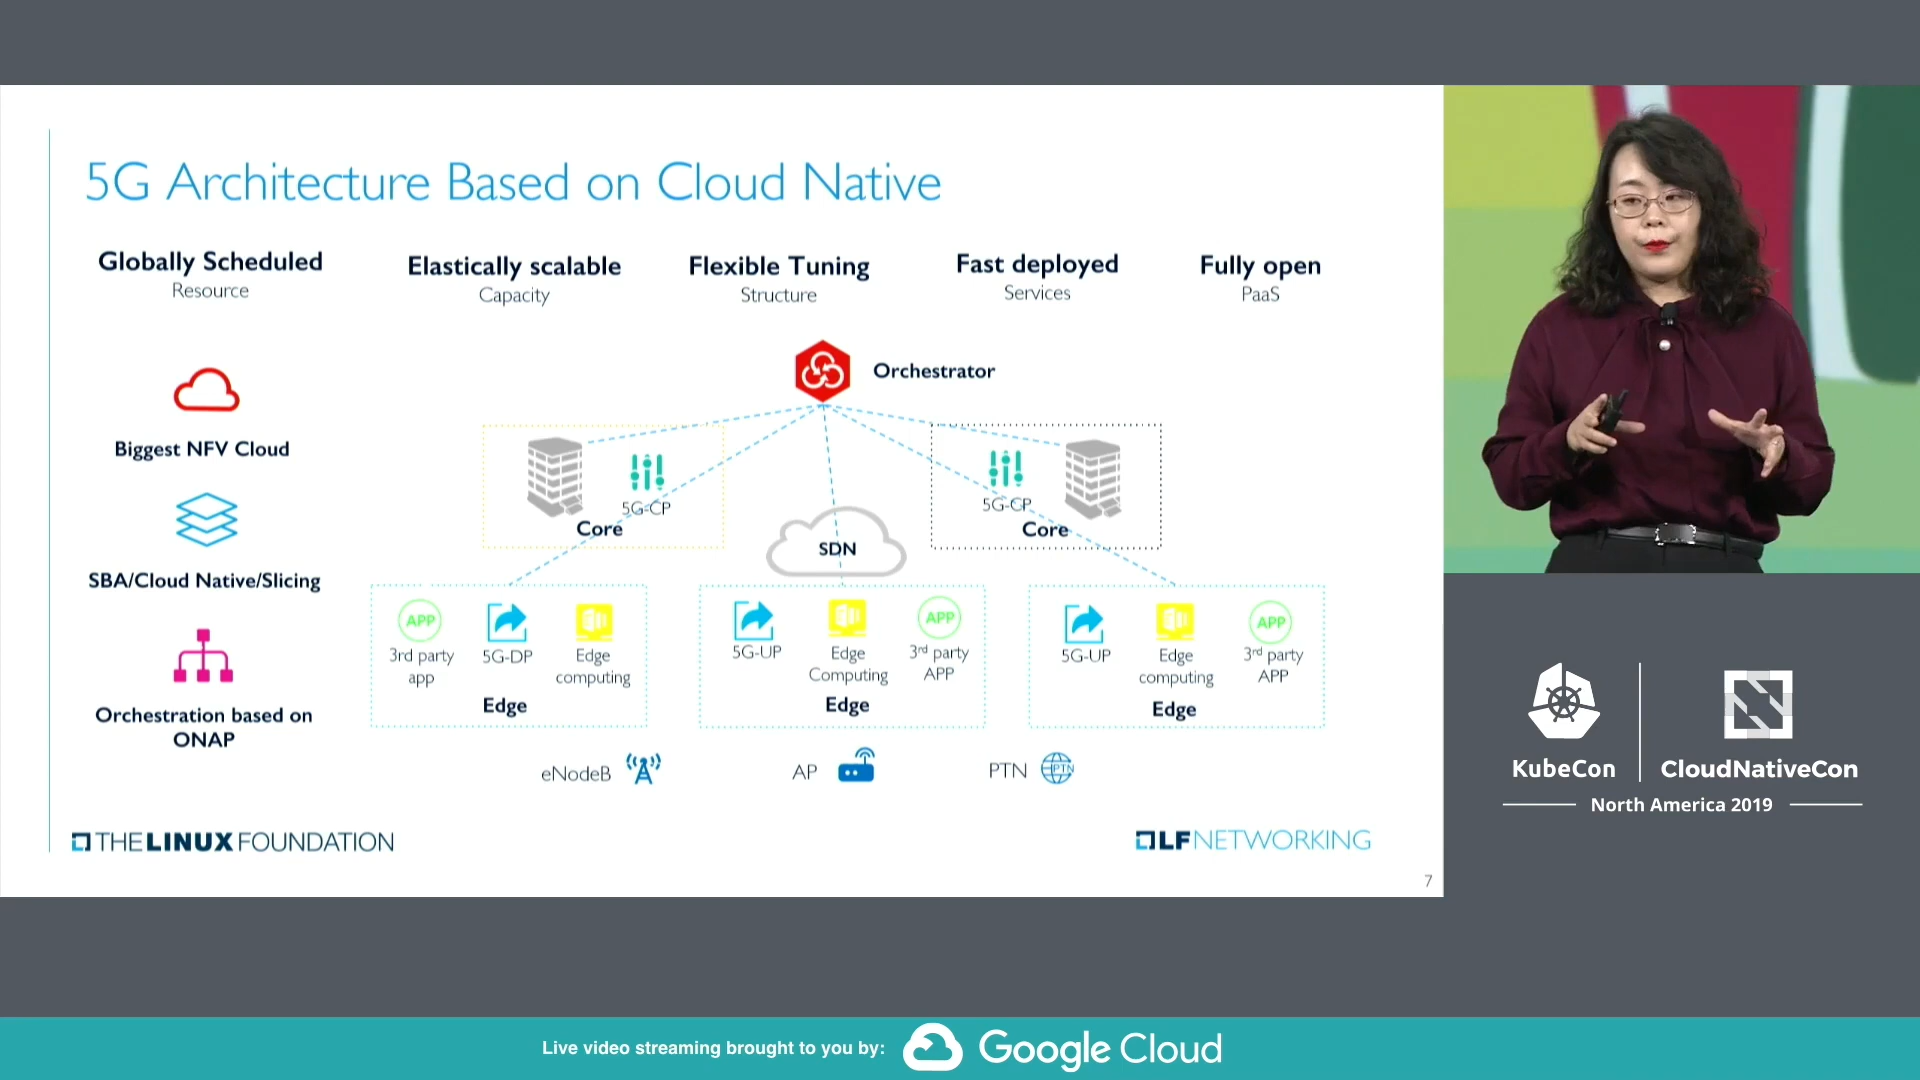 5G Architecture Based on Cloud Native
Globally Scheduled
Resource
Elastically scalable
Capacity
Flexible Tuning
Structure
Fast deployed
Services
Fully open
PaaS
Biggest NFV Cloud
SBA/Cloud Native/Slicing
Orchestration based on
ONAP
Orchestrator
5G-CP
Core
SDN
5G-CP
Core
APP
3rd party
app
5G-DP
Edge
computing
Edge
5G-UP
Edge
Computing
APP
3rd party
APP
Edge
5G-UP
Edge
computing
APP
3rd party
APP
Edge
eNodeB
AP
PTN
PTN
THE LINUX FOUNDATION
LF NETWORKING
7
KubeCon
CloudNativeCon
North America 2019
Live video streaming brought to you by:
Google Cloud